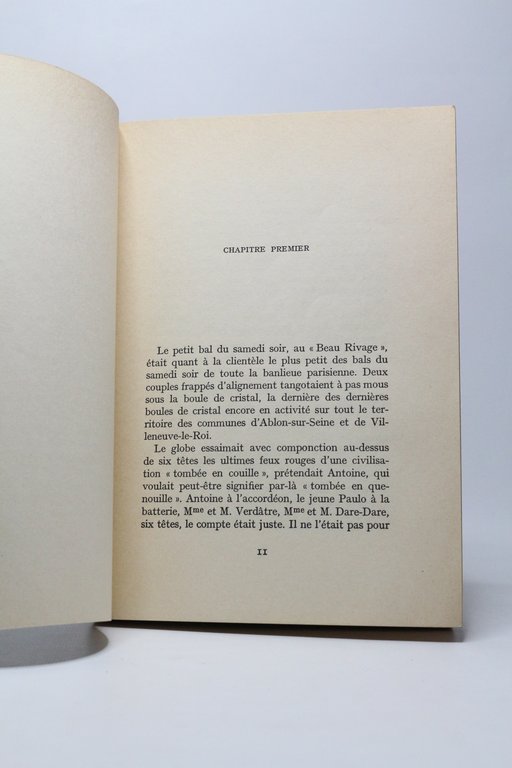 CHAPITRE PREMIER
Le petit bal du samedi soir, au « Beau Rivage »,
était quant à la clientèle le plus petit des bals du
samedi soir de toute la banlieue parisienne. Deux
couples frappés d'alignement tangotaient à pas mous
sous la boule de cristal, la dernière des dernières
boules de cristal encore en activité sur tout le ter-
ritoire des communes d'Ablon-sur-Seine et de Vil-
leneuve-le-Roi.
Le globe essaimait avec componction au-dessus
de six têtes les ultimes feux rouges d'une civilisa-
tion « tombée en couille », prétendait Antoine, qui
voulait peut-être signifier par-là « tombée en que-
nouille ». Antoine à l'accordéon, le jeune Paulo à la
batterie, Mme et M. Verdâtre, Mme et M. Dare-Dare,
six têtes, le compte était juste. Il ne l'était pas pour
11